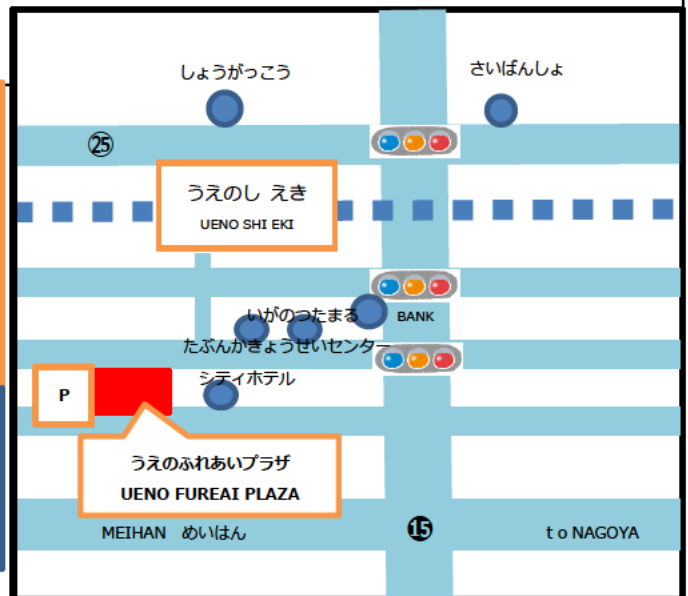 しょうがっこう
さいばんしょ
㉕
うえのし えき
UENO SHI EKI
いがのつたまる
BANK
たぶんかきょうせいセンター
シティホテル
P
うえのふれあいプラザ
UENO FUREAI PLAZA
MEIHAN めいはん
⓯
t o NAGOYA